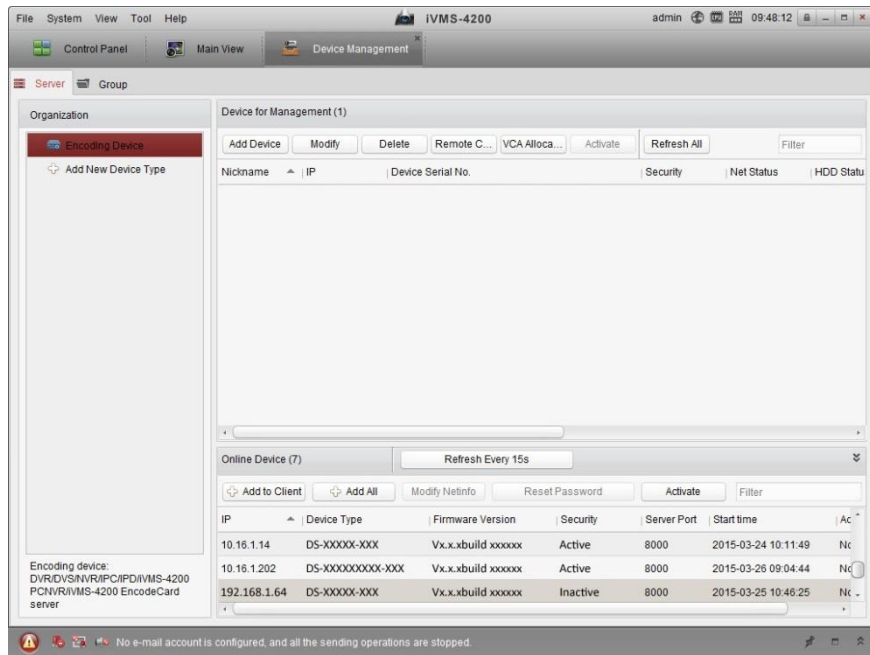 File System View Tool Help iVMS-4200 admin 09:48:12
Control Panel Main View Device Management
Server Group
Organization
Encoding Device
Add New Device Type
Encoding device:
DVR/DVS/NVR/IPC/IPD/iVMS-4200
PCNVR/iVMS-4200 EncodeCard
server
Device for Management (1)
Add Device Modify Delete Remote C... VCA Alloca... Activate Refresh All Filter
Nickname IP Device Serial No. Security Net Status HDD Statu
Online Device (7) Refresh Every 15s
Add to Client Add All Modify Netinfo Reset Password Activate Filter
IP Device Type Firmware Version Security Server Port Start time Ac
10.16.1.14 DS-XXXXX-XXX Vx.x.xbuild xxxxxx Active 8000 2015-03-24 10:11:49 Nc
10.16.1.202 DS-XXXXXXXXX-XXX Vx.x.xbuild xxxxxx Active 8000 2015-03-26 09:04:44 Nc
192.168.1.64 DS-XXXXX-XXX Vx.x.xbuild xxxxxx Inactive 8000 2015-03-25 10:46:25 Nc
No e-mail account is configured, and all the sending operations are stopped.